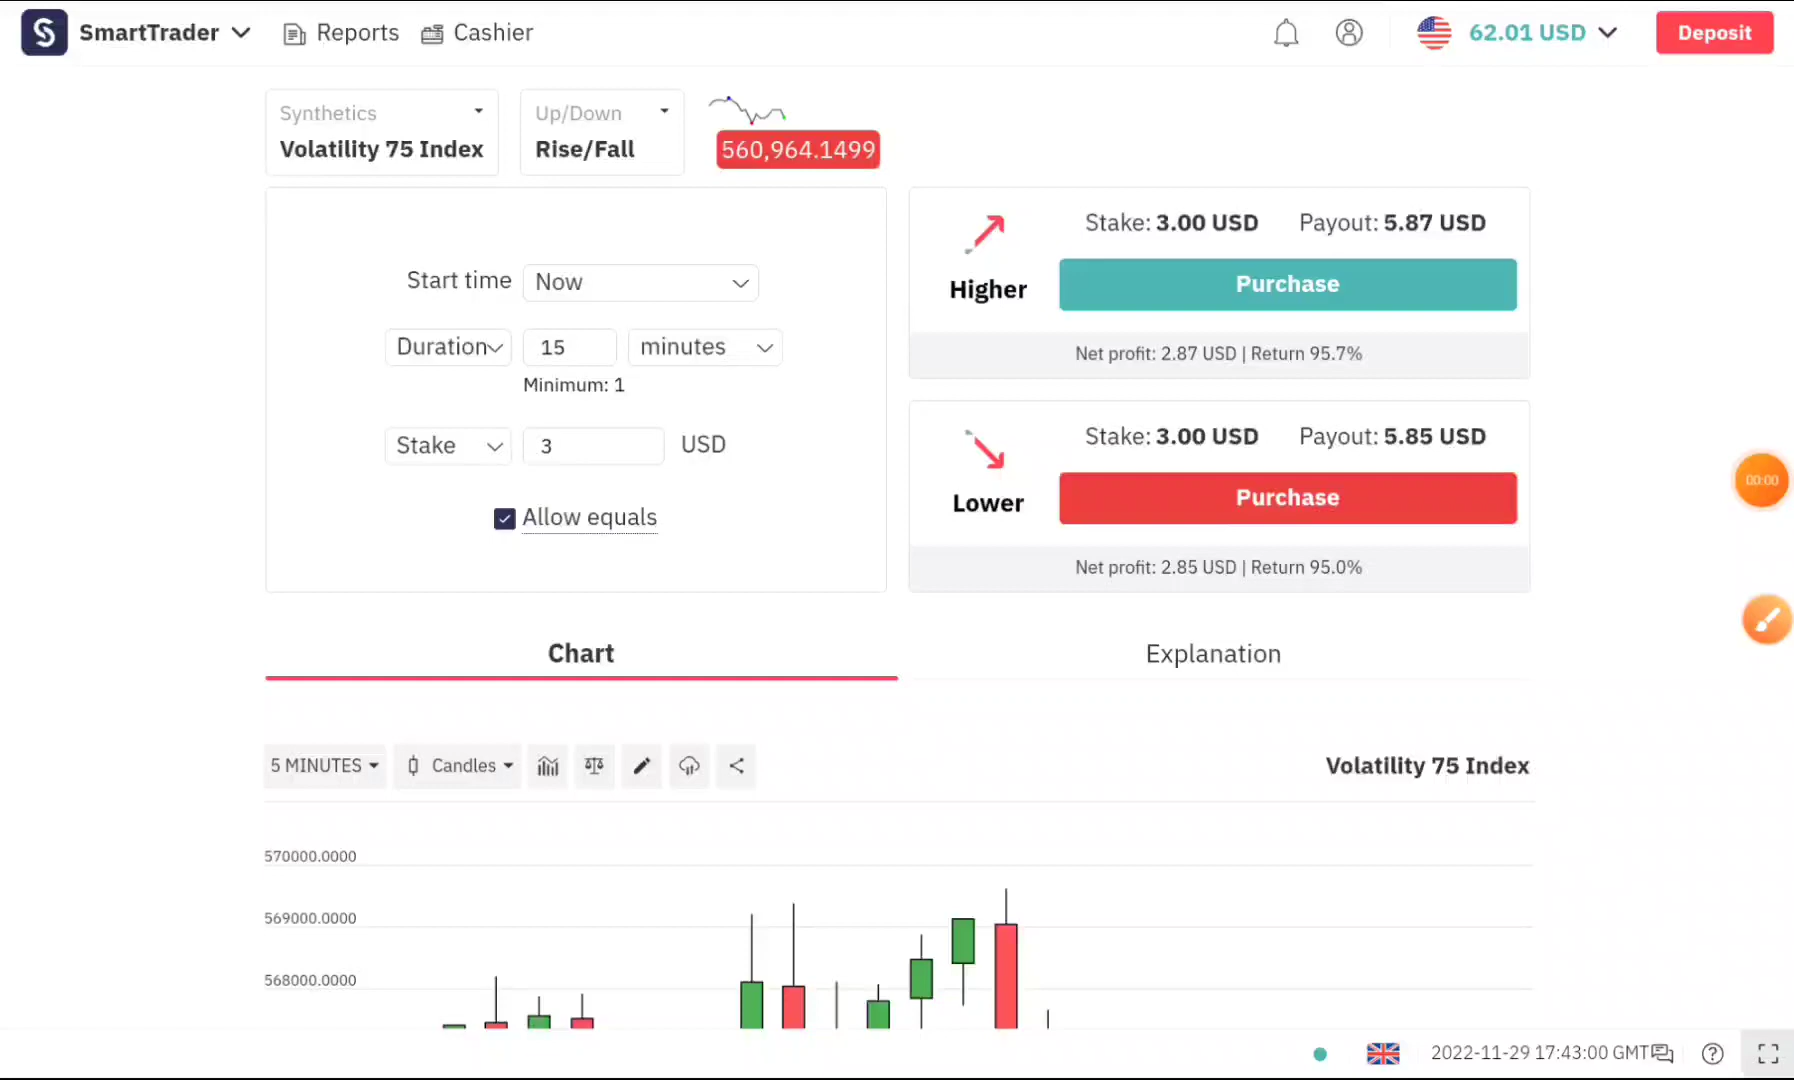 SmartTrader
Reports
Cashier
62.01 USD
Deposit
Synthetics
Volatility 75 Index
Up/Down
Rise/Fall
560,964.1499
Start time
Now
Duration
15
minutes
Minimum: 1
Stake
3
USD
Allow equals
Higher
Stake: 3.00 USD
Payout: 5.87 USD
Purchase
Net profit: 2.87 USD | Return 95.7%
Lower
Stake: 3.00 USD
Payout: 5.85 USD
Purchase
Net profit: 2.85 USD | Return 95.0%
00:00
Chart
Explanation
5 MINUTES
Candles
Volatility 75 Index
570000.0000
569000.0000
568000.0000
2022-11-29 17:43:00 GMT